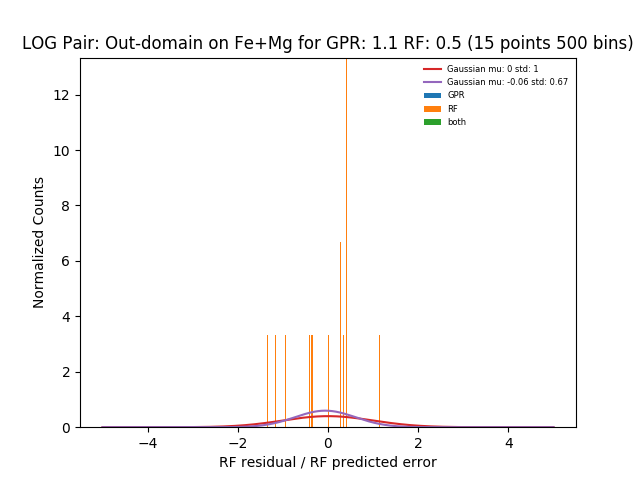 LOG Pair: Out-domain on Fe+Mg for GPR: 1.1 RF: 0.5 (15 points 500 bins)
Gaussian mu: 0 std: 1
Gaussian mu: -0.06 std: 0.67
GPR
RF
both
Normalized Counts
12
10
8
6
4
2
0
−4 −2 0 2 4
RF residual / RF predicted error